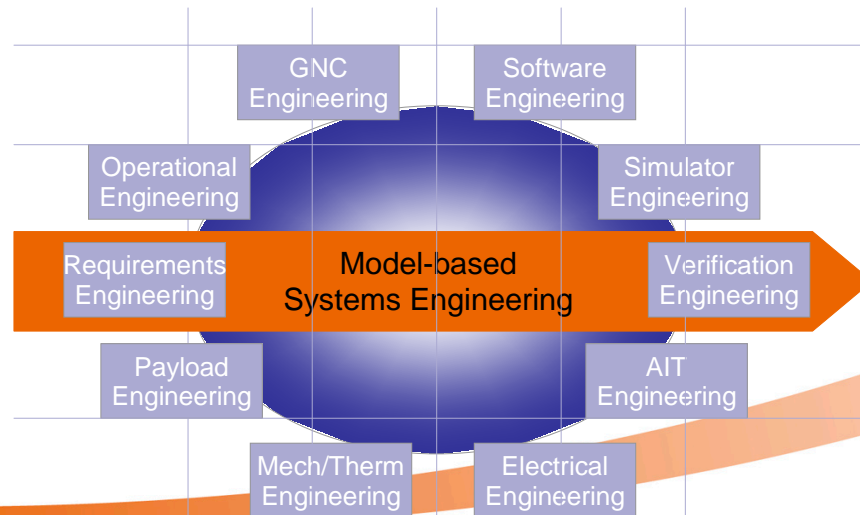 GNC
Engineering
Software
Engineering
Operational
Engineering
Simulator
Engineering
Requirements
Engineering
Model-based
Systems Engineering
Verification
Engineering
Payload
Engineering
AIT
Engineering
Mech/Therm
Engineering
Electrical
Engineering